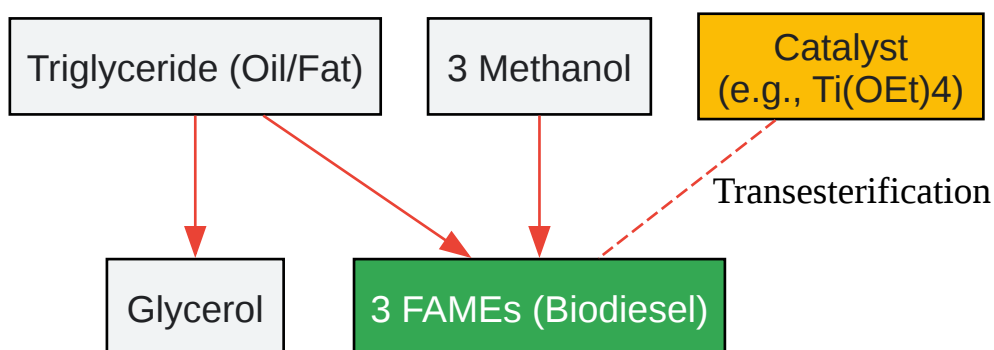 Triglyceride (Oil/Fat)
3 Methanol
Catalyst
(e.g., Ti(OEt)4)
Transesterification
Glycerol
3 FAMEs (Biodiesel)